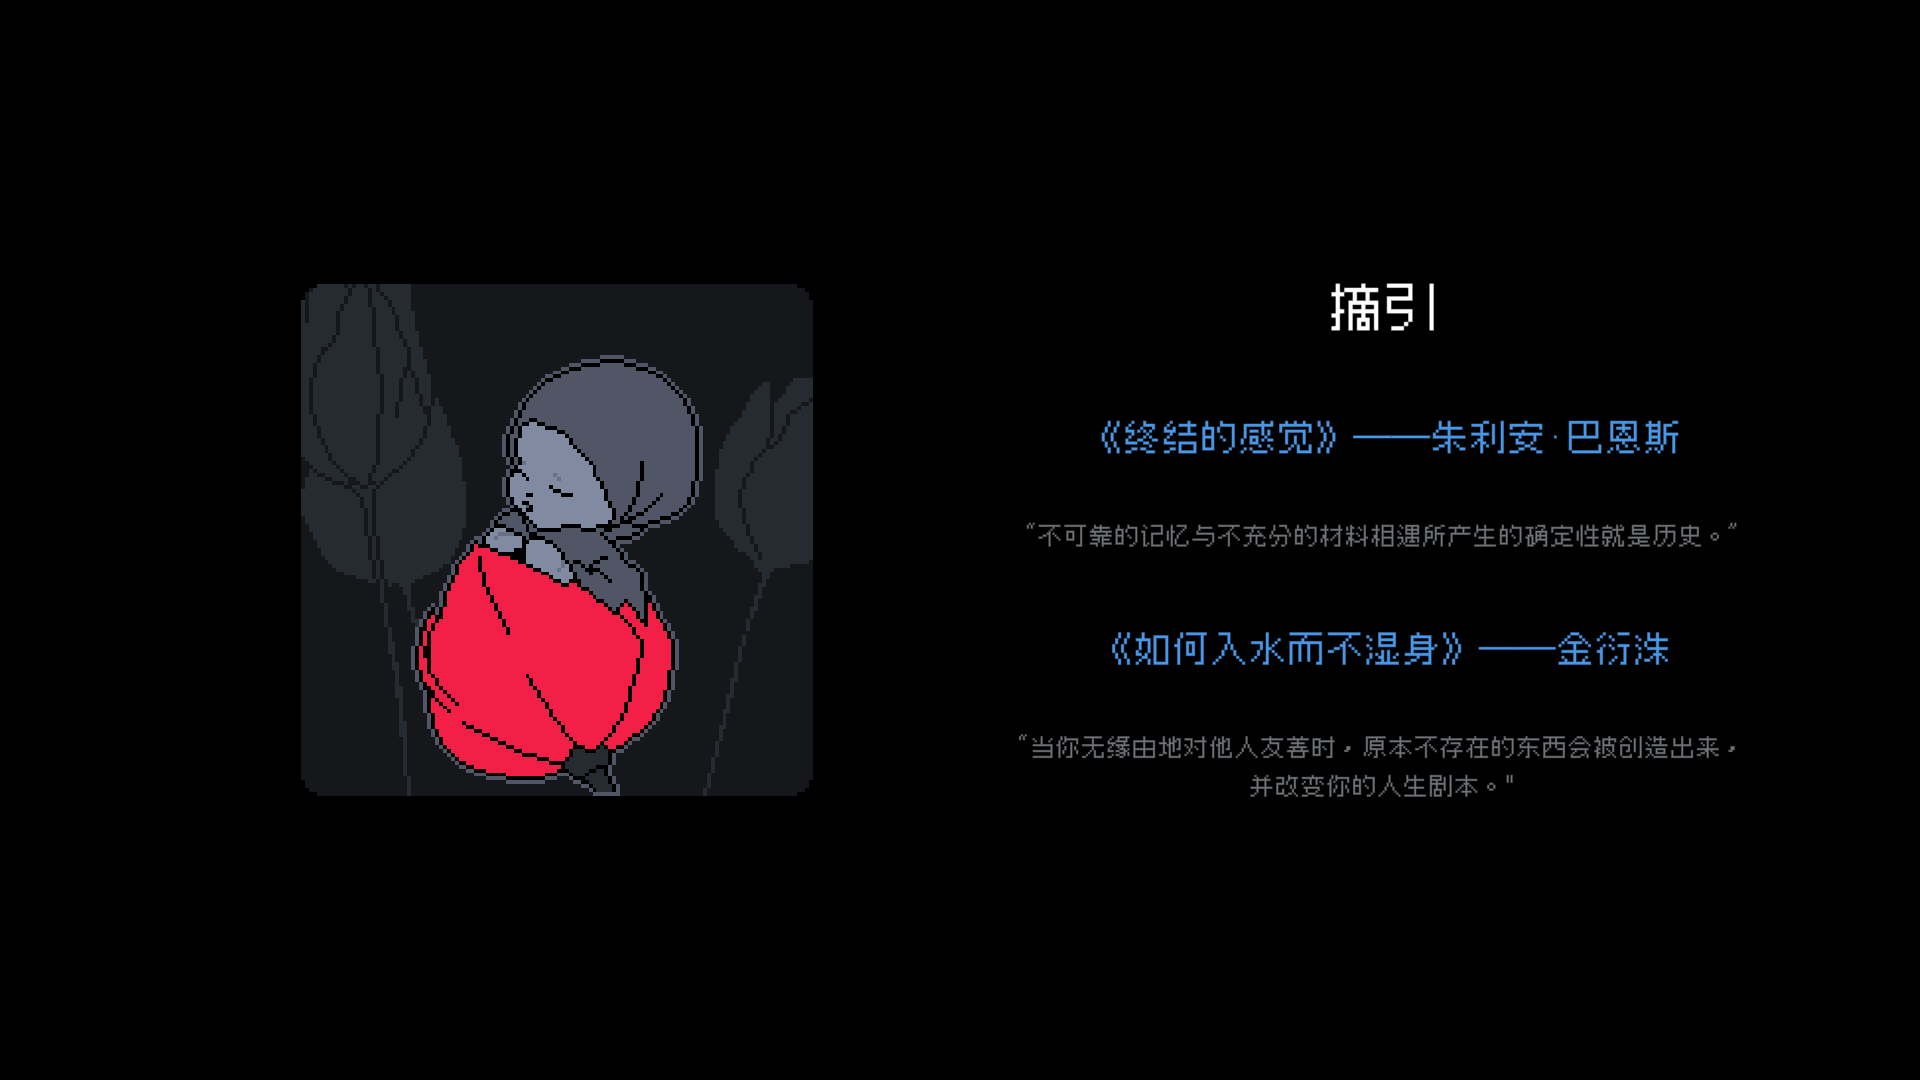 摘引
《终结的感觉》 ——朱利安·巴恩斯
“不可靠的记忆与不充分的材料相遇所产生的确定性就是历史。”
《如何入水而不湿身》 ——金衍洙
“当你无缘由地对他人友善时，原本不存在的东西会被创造出来，
并改变你的人生剧本。"